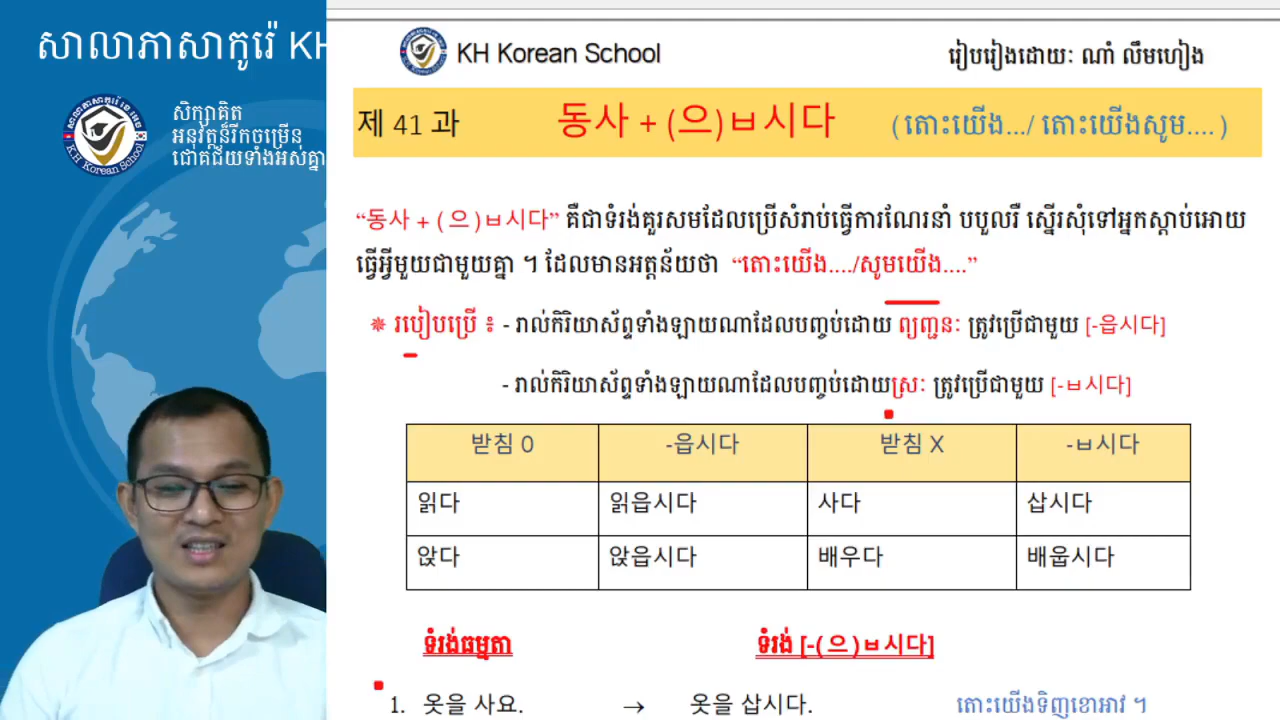 សាលាភាសាកូរ៉េ KH
សិក្សាគិត
អនុវត្តន៍រីកចម្រើន
ជោគជ័យទាំងអស់គ្នា
KH Korean School
រៀបរៀងដោយ: ណាំ លឹមហៀង
제 41 과 동사 + (으)ㅂ시다 (តោះយើង.../ តោះយើងសូម....)
“동사 + (으)ㅂ시다” គឺជាទំរង់គួរសមដែលប្រើសំរាប់ធ្វើការណែរនាំ បបួលរឺ ស្នើរសុំទៅអ្នកស្តាប់អោយ
ធ្វើអ្វីមួយជាមួយគ្នា ។ ដែលមានអត្តន័យថា “តោះយើង..../សូមយើង....”
✵ របៀបប្រើ ៖ - រាល់កិរិយាស័ព្ទទាំងឡាយណាដែលបញ្ចប់ដោយ ព្យញ្ជនៈ ត្រូវប្រើជាមួយ [-읍시다]
- រាល់កិរិយាស័ព្ទទាំងឡាយណាដែលបញ្ចប់ដោយស្រៈ ត្រូវប្រើជាមួយ [-ㅂ시다]
받침 0 -읍시다 받침 X -ㅂ시다
읽다 읽읍시다 사다 삽시다
앉다 앉읍시다 배우다 배웁시다
ទំរង់ធម្មតា ទំរង់ [-(으)ㅂ시다]
1. 옷을 사요. → 옷을 삽시다. តោះយើងទិញខោអាវ ។